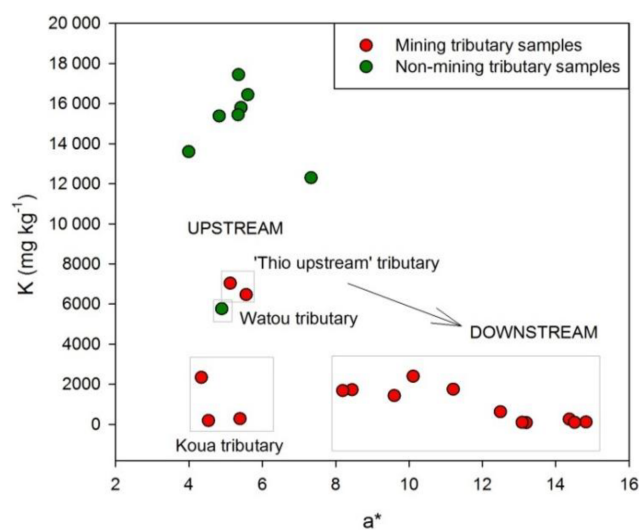 20 000
18 000
16 000
14 000
12 000
10 000
8000
6000
4000
2000
0
K (mg kg-1)
Mining tributary samples
Non-mining tributary samples
UPSTREAM
'Thio upstream' tributary
Watou tributary
DOWNSTREAM
Koua tributary
2 4 6 8 10 12 14 16
a*